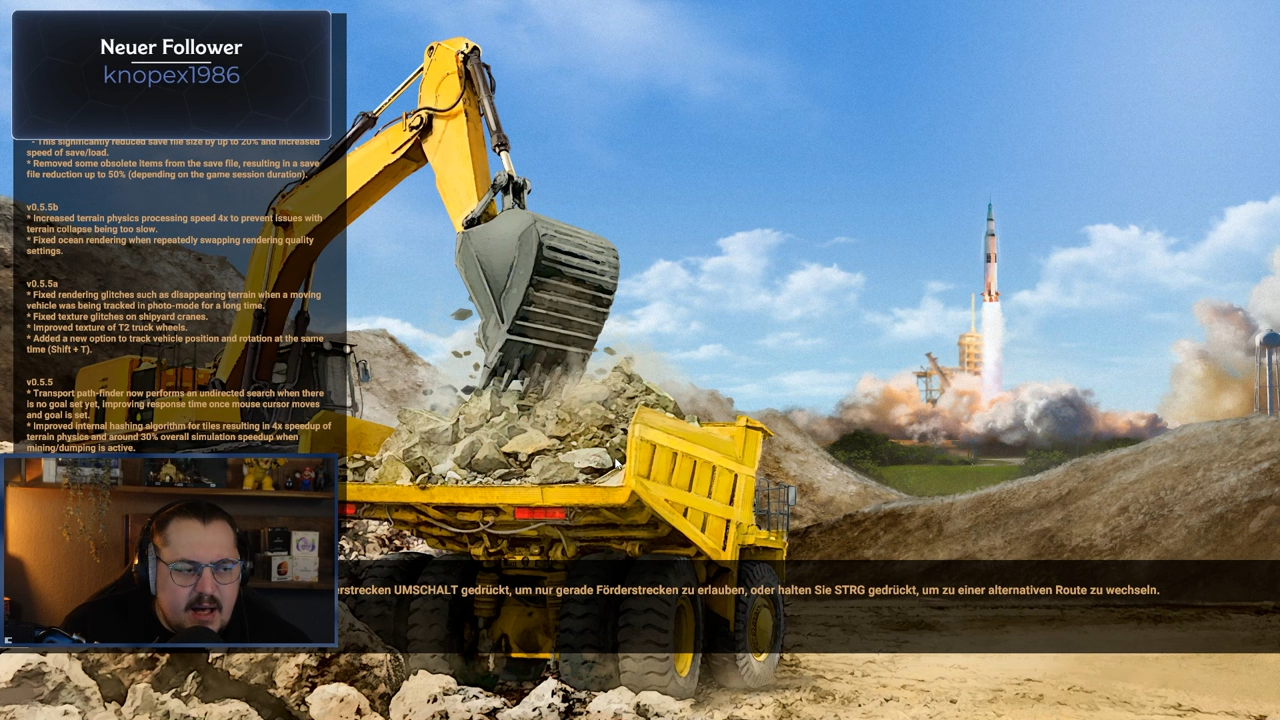 Neuer Follower
knopex1986
- This significantly reduced save file size by up to 20% and increased
speed of save/load.
* Removed some obsolete items from the save file, resulting in a save
file reduction up to 50% (depending on the game session duration).
v0.5.5b
* Increased terrain physics processing speed 4x to prevent issues with
terrain collapse being too slow.
* Fixed ocean rendering when repeatedly swapping rendering quality
settings.
v0.5.5a
* Fixed rendering glitches such as disappearing terrain when a moving
vehicle was being tracked in photo-mode for a long time.
* Fixed texture glitches on shipyard cranes.
* Improved texture of T2 truck wheels.
* Added a new option to track vehicle position and rotation at the same
time (Shift + T).
v0.5.5
* Transport path-finder now performs an undirected search when there
is no goal set yet, improving response time once mouse cursor moves
and goal is set.
* Improved internal hashing algorithm for tiles resulting in 4x speedup of
terrain physics and around 30% overall simulation speedup when
mining/dumping is active.
erstrecken UMSCHALT gedrückt, um nur gerade Förderstrecken zu erlauben, oder halten Sie STRG gedrückt, um zu einer alternativen Route zu wechseln.